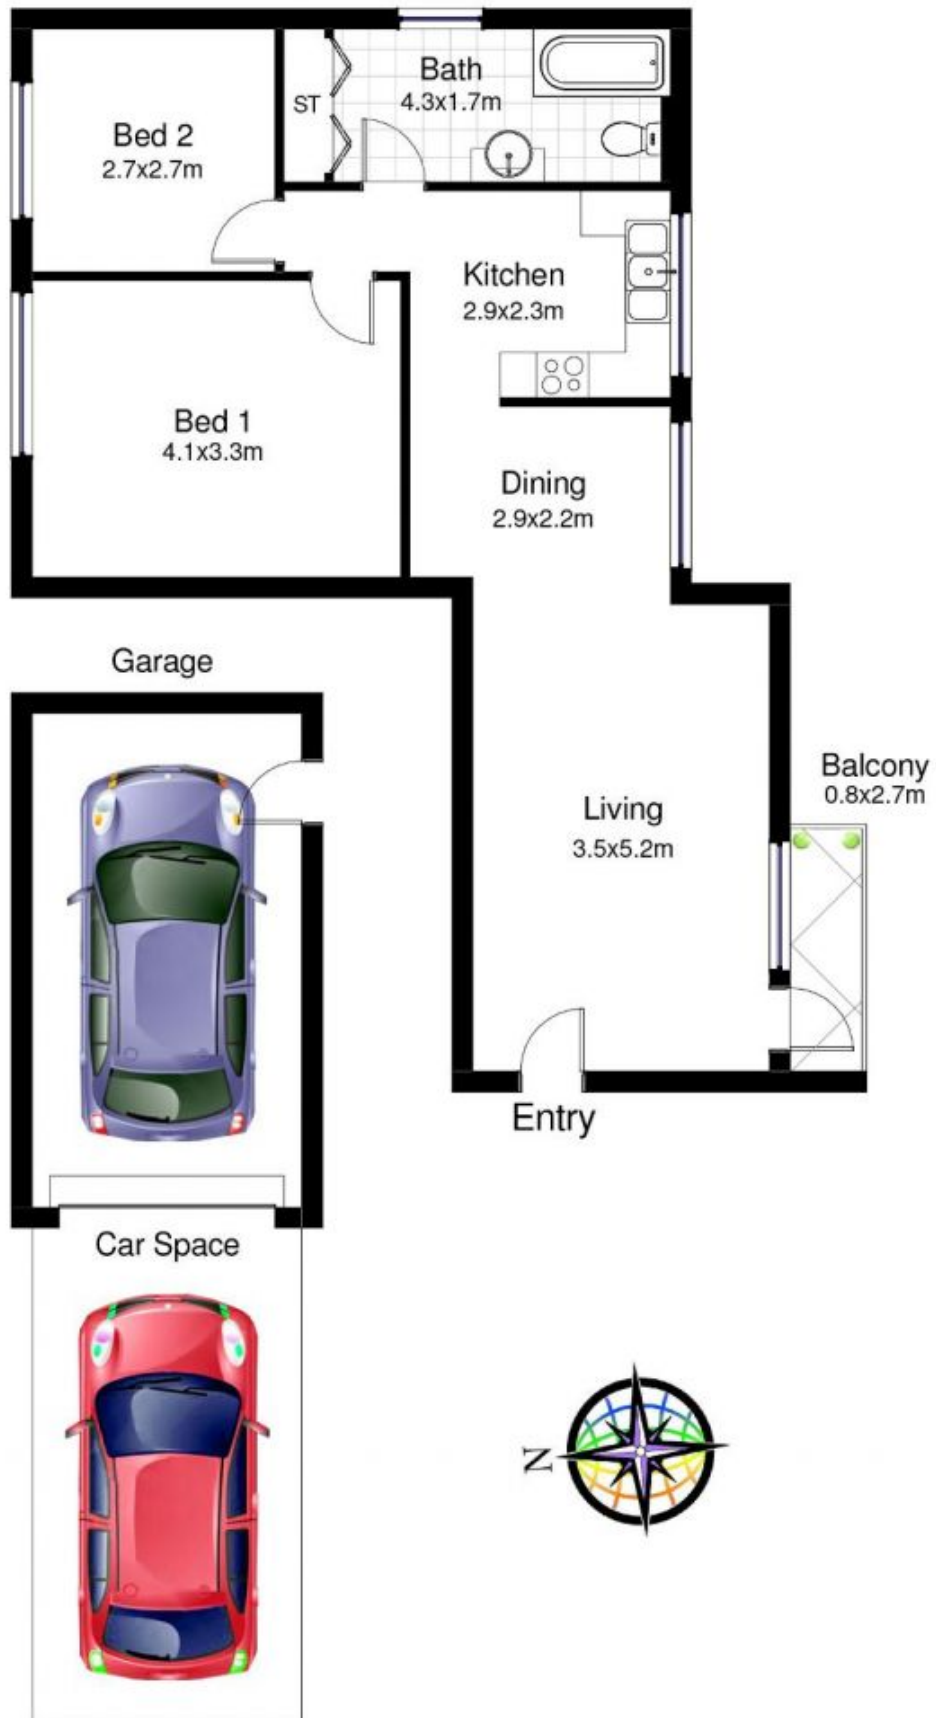 Bath
4.3x1.7m
ST
Bed 2
2.7x2.7m
Kitchen
2.9x2.3m
Bed 1
4.1x3.3m
Dining
2.9x2.2m
Garage
Living
3.5x5.2m
Balcony
0.8x2.7m
Entry
Car Space
N